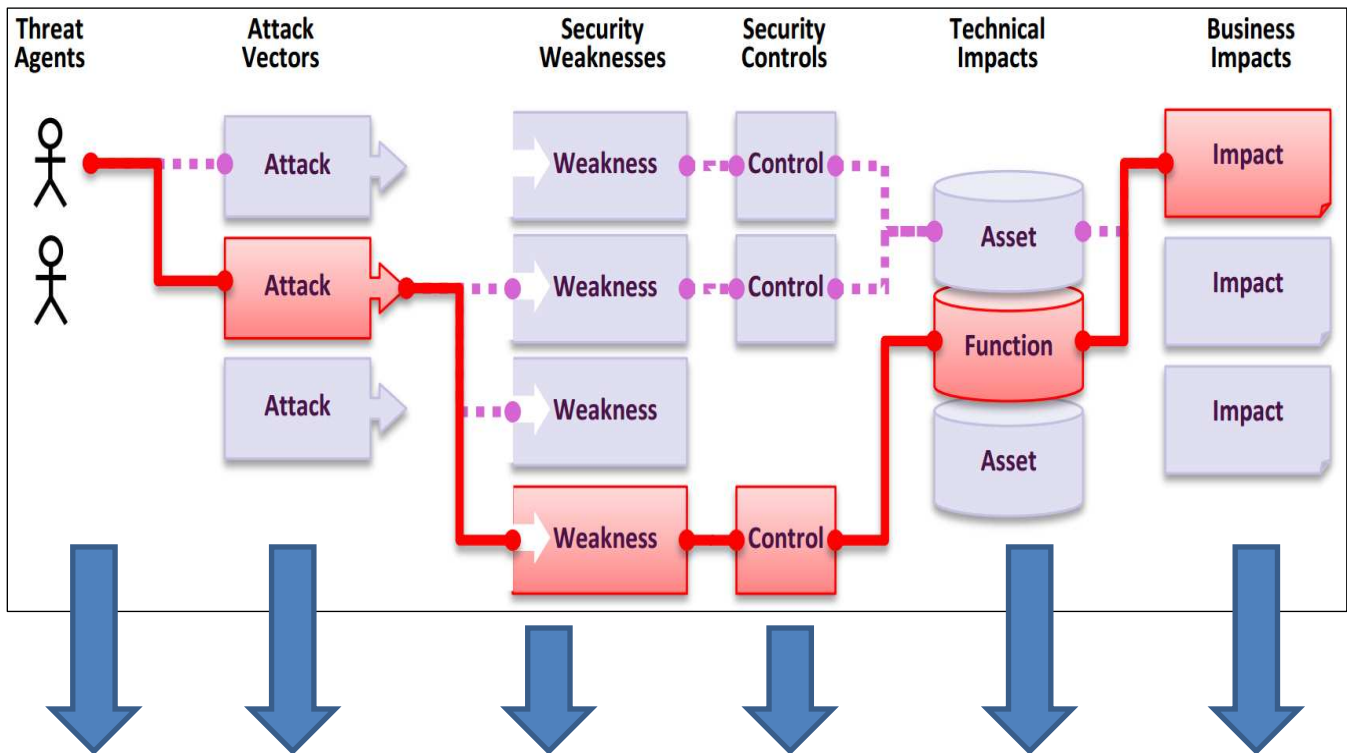 Threat
Agents
Attack
Vectors
Security
Weaknesses
Security
Controls
Technical
Impacts
Business
Impacts
Attack
Weakness
Control
Impact
Asset
Attack
Weakness
Control
Impact
Function
Attack
Weakness
Impact
Asset
Weakness
Control